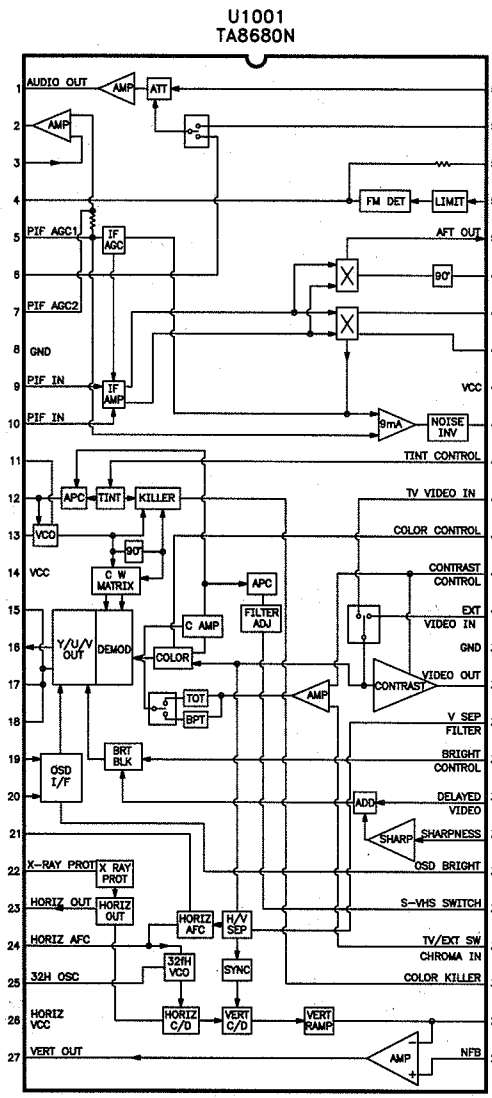 U1001
TA8680N
1 AUDIO OUT AMP ATT
2 AMP
3
4 FM DET LIMIT
5 PIF AGC1 IF AGC AFT OUT
6 90°
7 PIF AGC2
8 GND
9 PIF IN IF AMP VCC
10 PIF IN 9mA NOISE INV
11 TINT CONTROL
12 APC TINT KILLER TV VIDEO IN
13 VCO 90° COLOR CONTROL
14 VCC C W MATRIX APC CONTRAST CONTROL
FILTER ADJ
15 C AMP EXT VIDEO IN
16 Y/U/V OUT DEMOD COLOR GND
17 TOT AMP CONTRAST VIDEO OUT
18 BPT V SEP FILTER
19 OSD I/F BRT BLK BRIGHT CONTROL
20 ADD DELAYED VIDEO
21 SHARP SHARPNESS
22 X-RAY PROT X RAY PROT OSD BRIGHT
23 HORIZ OUT HORIZ OUT HORIZ AFC H/V SEP S-VHS SWITCH
24 HORIZ AFC TV/EXT SW
CHROMA IN
25 32H OSC 32fH VCO SYNC COLOR KILLER
26 HORIZ VCC HORIZ C/D VERT C/D VERT RAMP
27 VERT OUT AMP NFB